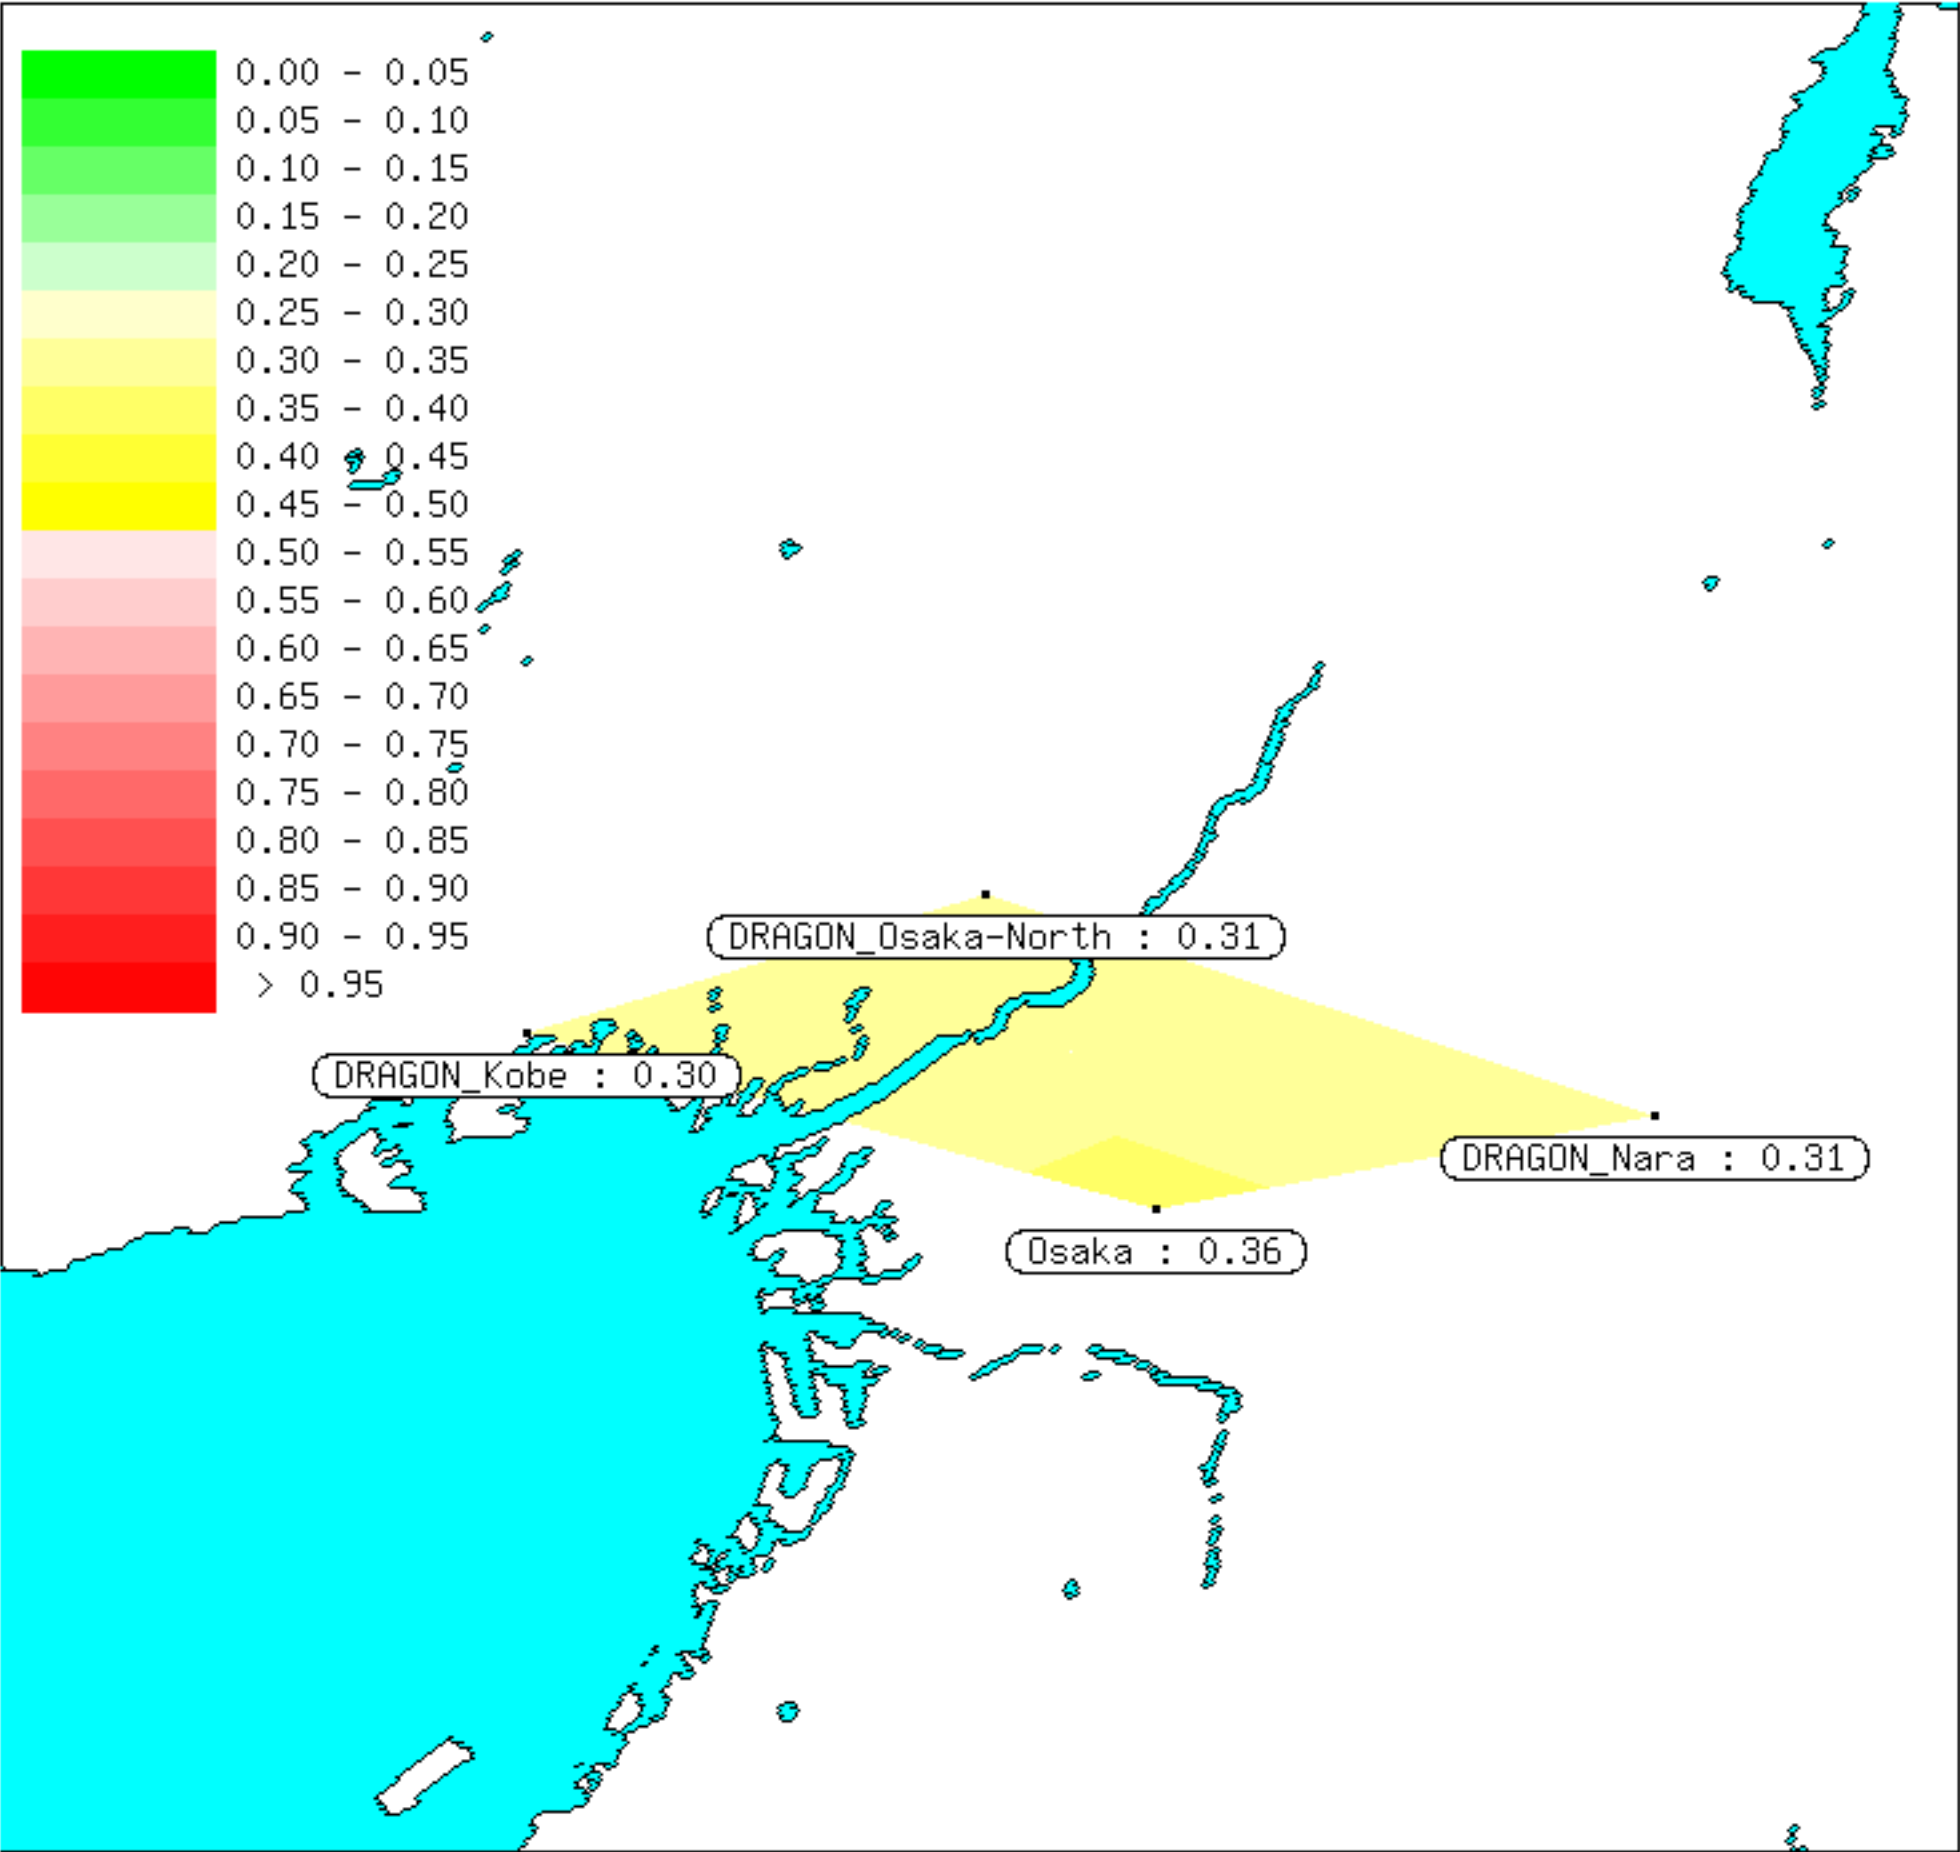 0.00 - 0.05
0.05 - 0.10
0.10 - 0.15
0.15 - 0.20
0.20 - 0.25
0.25 - 0.30
0.30 - 0.35
0.35 - 0.40
0.40 - 0.45
0.45 - 0.50
0.50 - 0.55
0.55 - 0.60
0.60 - 0.65
0.65 - 0.70
0.70 - 0.75
0.75 - 0.80
0.80 - 0.85
0.85 - 0.90
0.90 - 0.95
> 0.95
DRAGON_Osaka-North : 0.31
DRAGON_Kobe : 0.30
DRAGON_Nara : 0.31
Osaka : 0.36